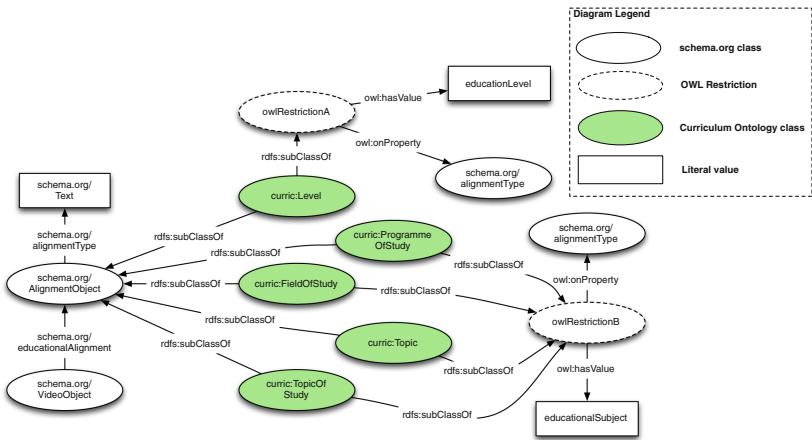 Diagram Legend
schema.org class
OWL Restriction
Curriculum Ontology class
Literal value
owl:hasValue
educationLevel
owlRestrictionA
owl:onProperty
rdfs:subClassOf
schema.org/
alignmentType
schema.org/
Text
curric:Level
schema.org/
alignmentType
rdfs:subClassOf
rdfs:subClassOf
curric:Programme
OfStudy
schema.org/
alignmentType
rdfs:subClassOf
owl:onProperty
schema.org/
AlignmentObject
rdfs:subClassOf
curric:FieldOfStudy
rdfs:subClassOf
rdfs:subClassOf
owlRestrictionB
schema.org/
educationalAlignment
rdfs:subClassOf
curric:Topic
rdfs:subClassOf
owl:hasValue
schema.org/
VideoObject
curric:TopicOf
Study
rdfs:subClassOf
educationalSubject